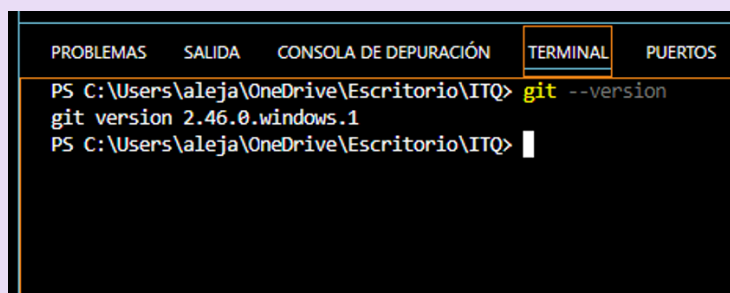 PROBLEMAS SALIDA CONSOLA DE DEPURACIÓN TERMINAL PUERTOS
PS C:\Users\aleja\OneDrive\Escritorio\ITQ> git --version
git version 2.46.0.windows.1
PS C:\Users\aleja\OneDrive\Escritorio\ITQ>